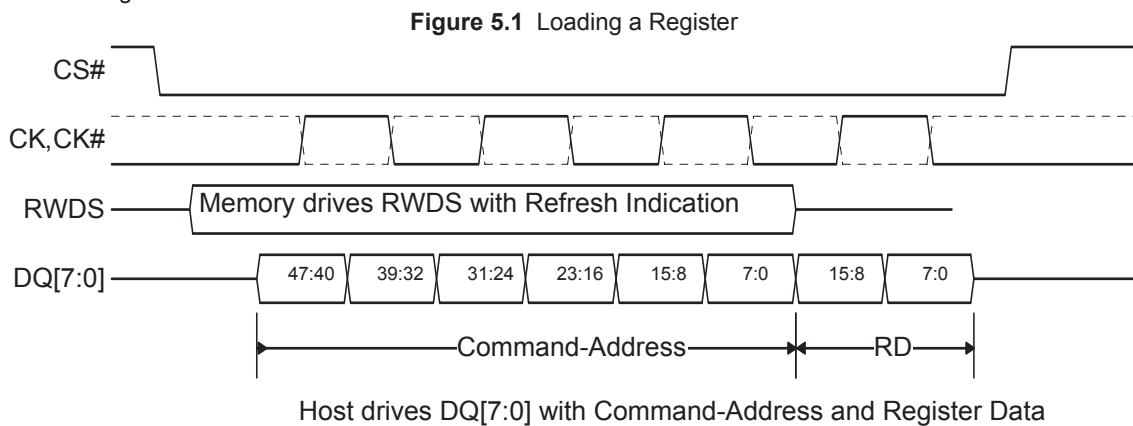 Figure 5.1 Loading a Register
CS#
CK,CK#
RWDS
Memory drives RWDS with Refresh Indication
DQ[7:0]
47:40 39:32 31:24 23:16 15:8 7:0 15:8 7:0
Command-Address
RD
Host drives DQ[7:0] with Command-Address and Register Data